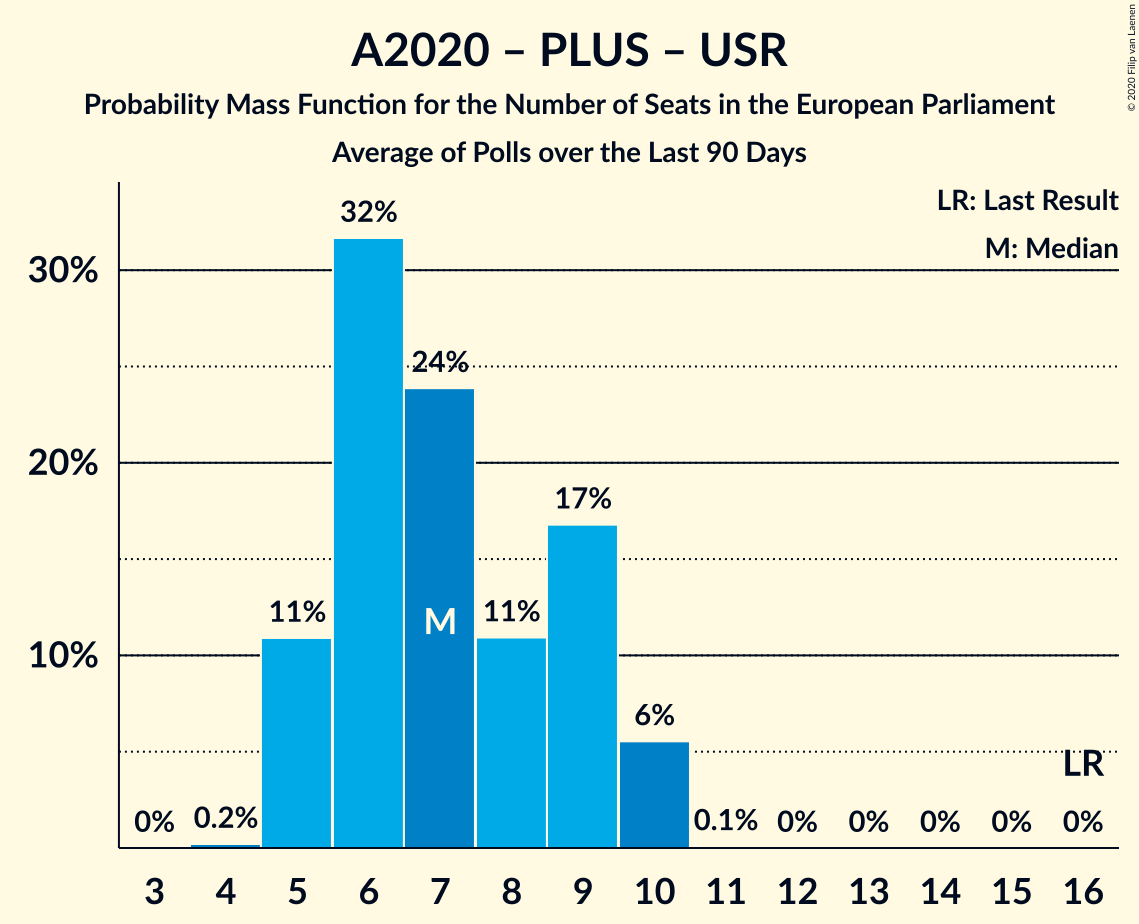 A2020 – PLUS – USR
Probability Mass Function for the Number of Seats in the European Parliament
Average of Polls over the Last 90 Days
© 2020 Filip van Laenen
LR: Last Result
M: Median
32%
30%
24%
20%
17%
11%
11%
M
10%
6%
LR
0%
0.2%
0.1%
0%
0%
0%
0%
0%
3 4 5 6 7 8 9 10 11 12 13 14 15 16